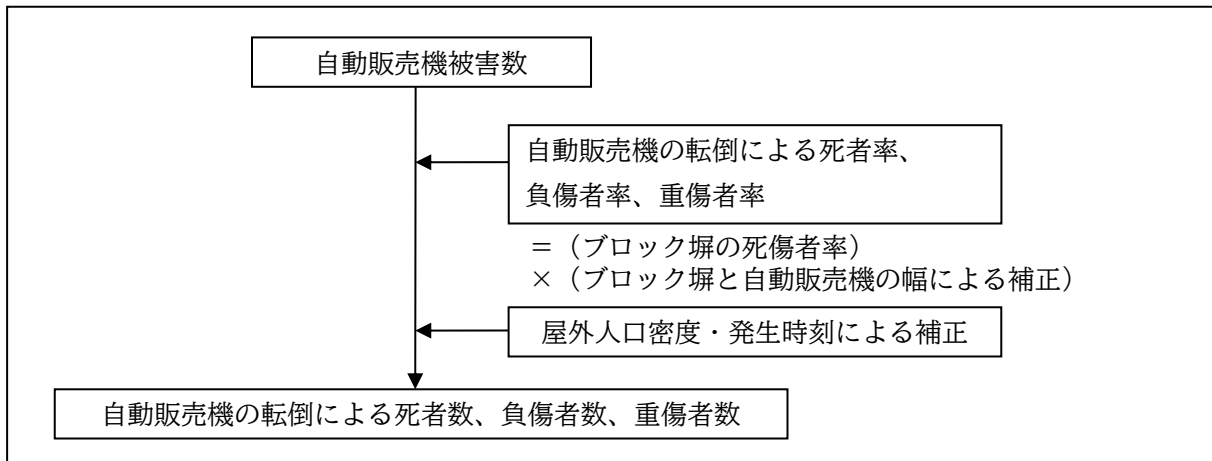 自動販売機被害数
自動販売機の転倒による死者率、
負傷者率、重傷者率
＝（ブロック塀の死傷者率）
×（ブロック塀と自動販売機の幅による補正）
屋外人口密度・発生時刻による補正
自動販売機の転倒による死者数、負傷者数、重傷者数